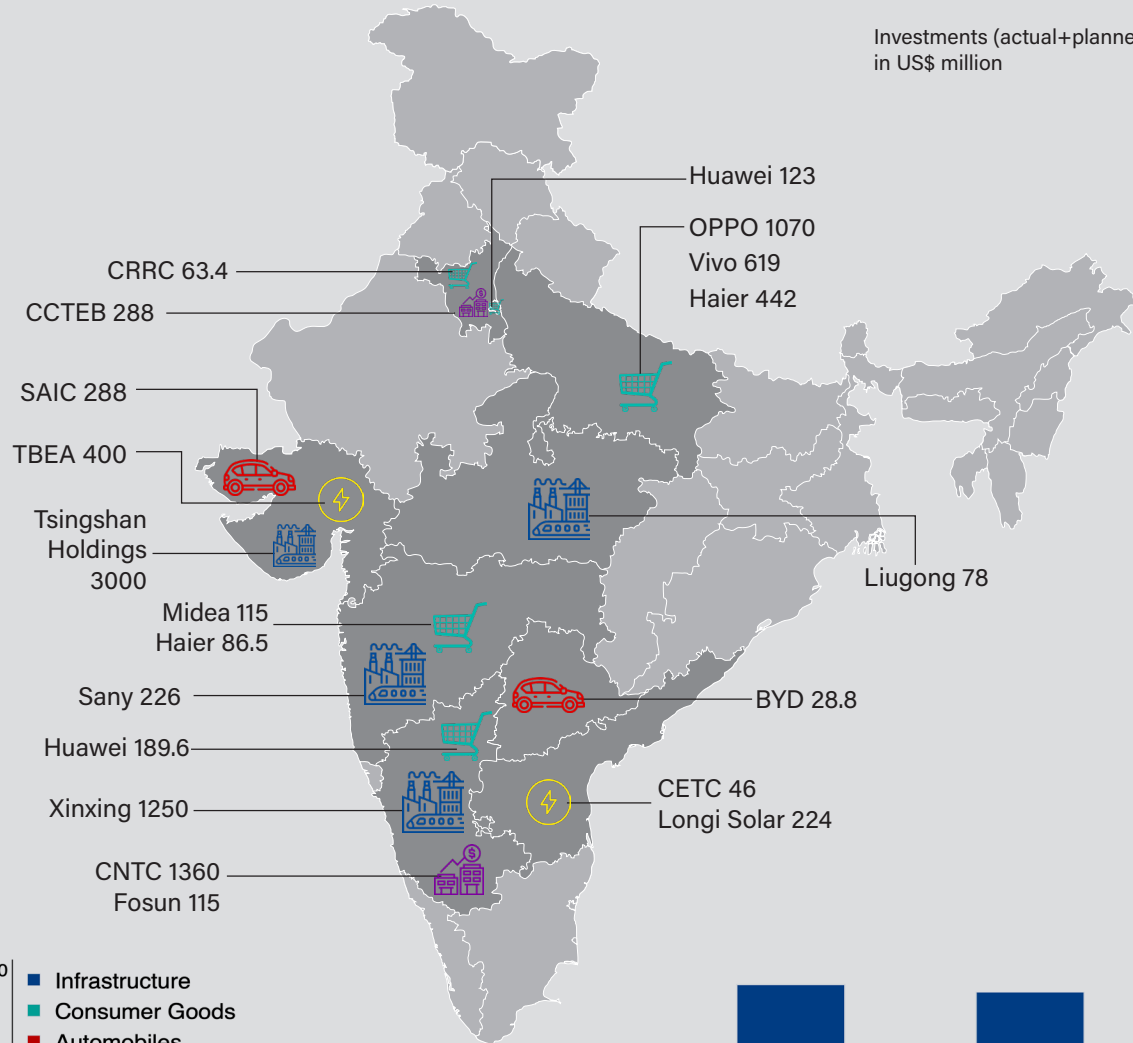 Investments (actual+planne
in US$ million
Huawei 123
OPPO 1070
Vivo 619
Haier 442
CRRC 63.4
CCTEB 288
SAIC 288
TBEA 400
Tsingshan
Holdings
3000
Liugong 78
Midea 115
Haier 86.5
Sany 226
BYD 28.8
Huawei 189.6
Xinxing 1250
CETC 46
Longi Solar 224
CNTC 1360
Fosun 115
0
Infrastructure
Consumer Goods
Automobiles